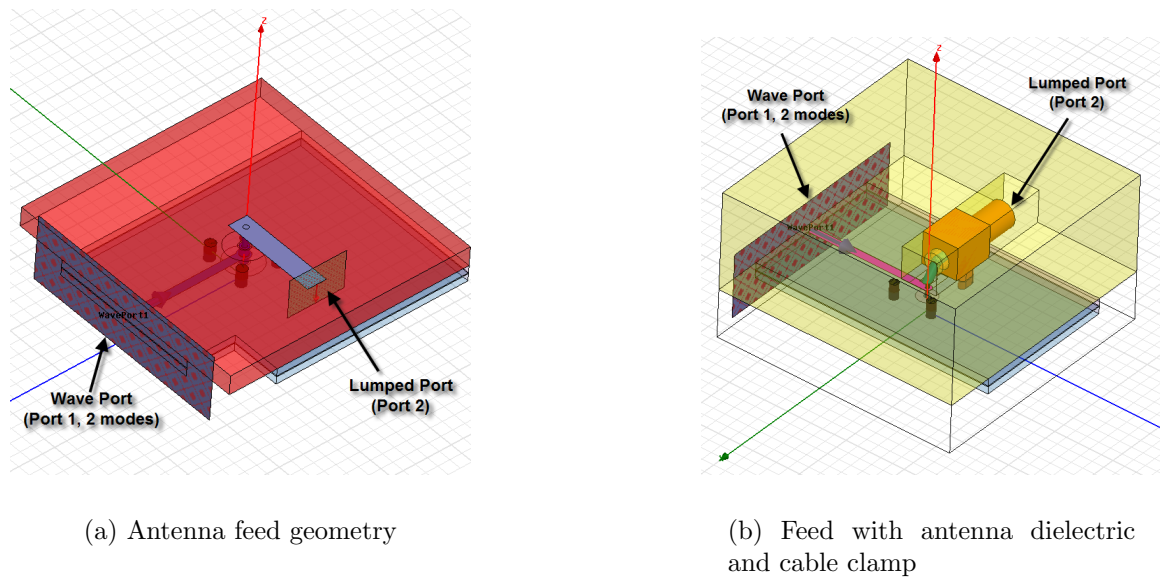 z
WavePort1
Wave Port
(Port 1, 2 modes)
Lumped Port
(Port 2)
(a) Antenna feed geometry
z
Wave Port
(Port 1, 2 modes)
Lumped Port
(Port 2)
WavePort1
(b) Feed with antenna dielectric
and cable clamp